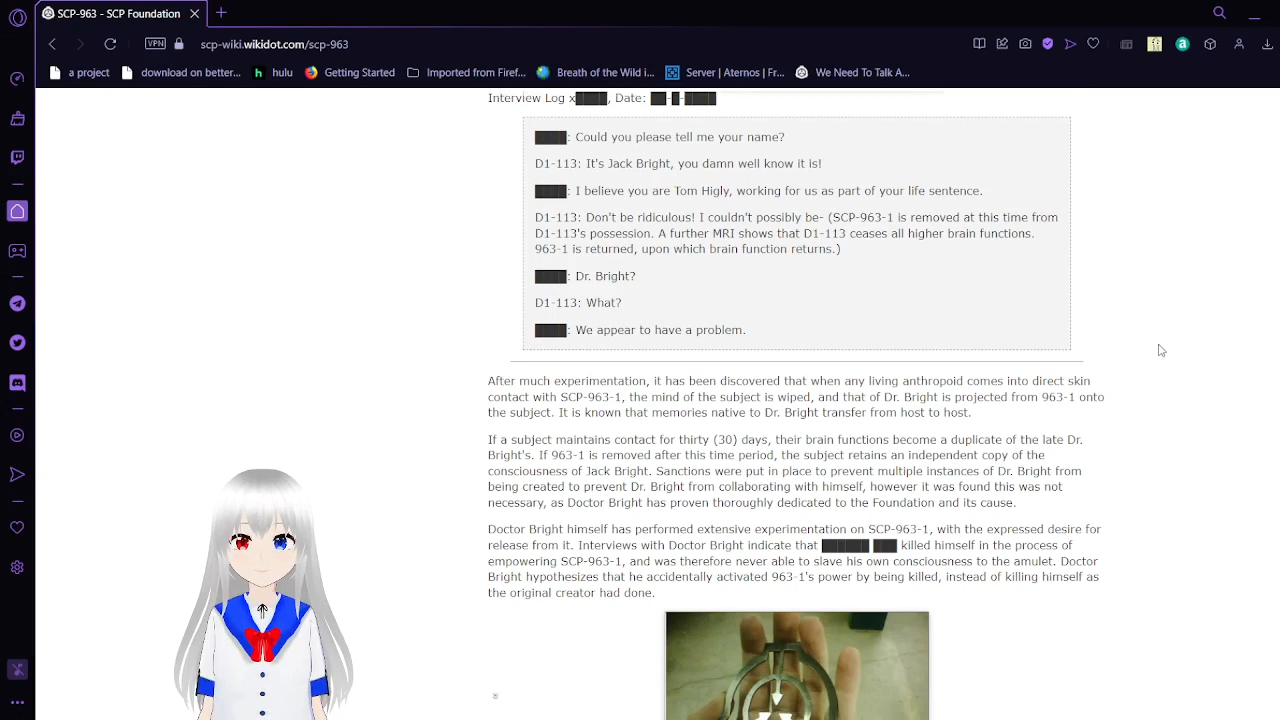 SCP-963 - SCP Foundation
VPN
scp-wiki.wikidot.com/scp-963
a project
download on better...
hulu
Getting Started
Imported from Firef...
Breath of the Wild i...
Server | Aternos | Fr...
We Need To Talk A...
Interview Log x████, Date: ██-█-████
████: Could you please tell me your name?
D1-113: It's Jack Bright, you damn well know it is!
████: I believe you are Tom Higly, working for us as part of your life sentence.
D1-113: Don't be ridiculous! I couldn't possibly be- (SCP-963-1 is removed at this time from
D1-113's possession. A further MRI shows that D1-113 ceases all higher brain functions.
963-1 is returned, upon which brain function returns.)
████: Dr. Bright?
D1-113: What?
████: We appear to have a problem.
After much experimentation, it has been discovered that when any living anthropoid comes into direct skin
contact with SCP-963-1, the mind of the subject is wiped, and that of Dr. Bright is projected from 963-1 onto
the subject. It is known that memories native to Dr. Bright transfer from host to host.
If a subject maintains contact for thirty (30) days, their brain functions become a duplicate of the late Dr.
Bright's. If 963-1 is removed after this time period, the subject retains an independent copy of the
consciousness of Jack Bright. Sanctions were put in place to prevent multiple instances of Dr. Bright from
being created to prevent Dr. Bright from collaborating with himself, however it was found this was not
necessary, as Doctor Bright has proven thoroughly dedicated to the Foundation and its cause.
Doctor Bright himself has performed extensive experimentation on SCP-963-1, with the expressed desire for
release from it. Interviews with Doctor Bright indicate that ██████ ███ killed himself in the process of
empowering SCP-963-1, and was therefore never able to slave his own consciousness to the amulet. Doctor
Bright hypothesizes that he accidentally activated 963-1's power by being killed, instead of killing himself as
the original creator had done.